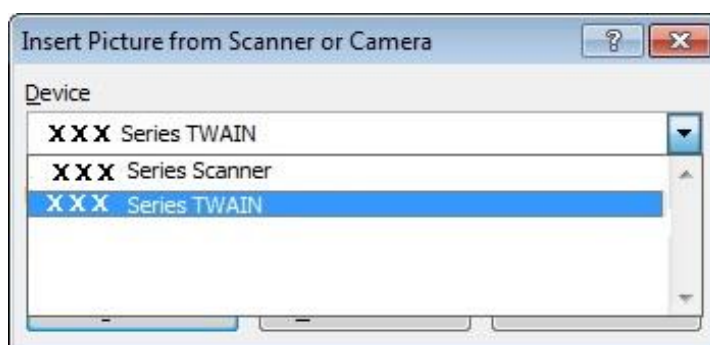 Insert Picture from Scanner or Camera
Device
XXX Series TWAIN
XXX Series Scanner
XXX Series TWAIN